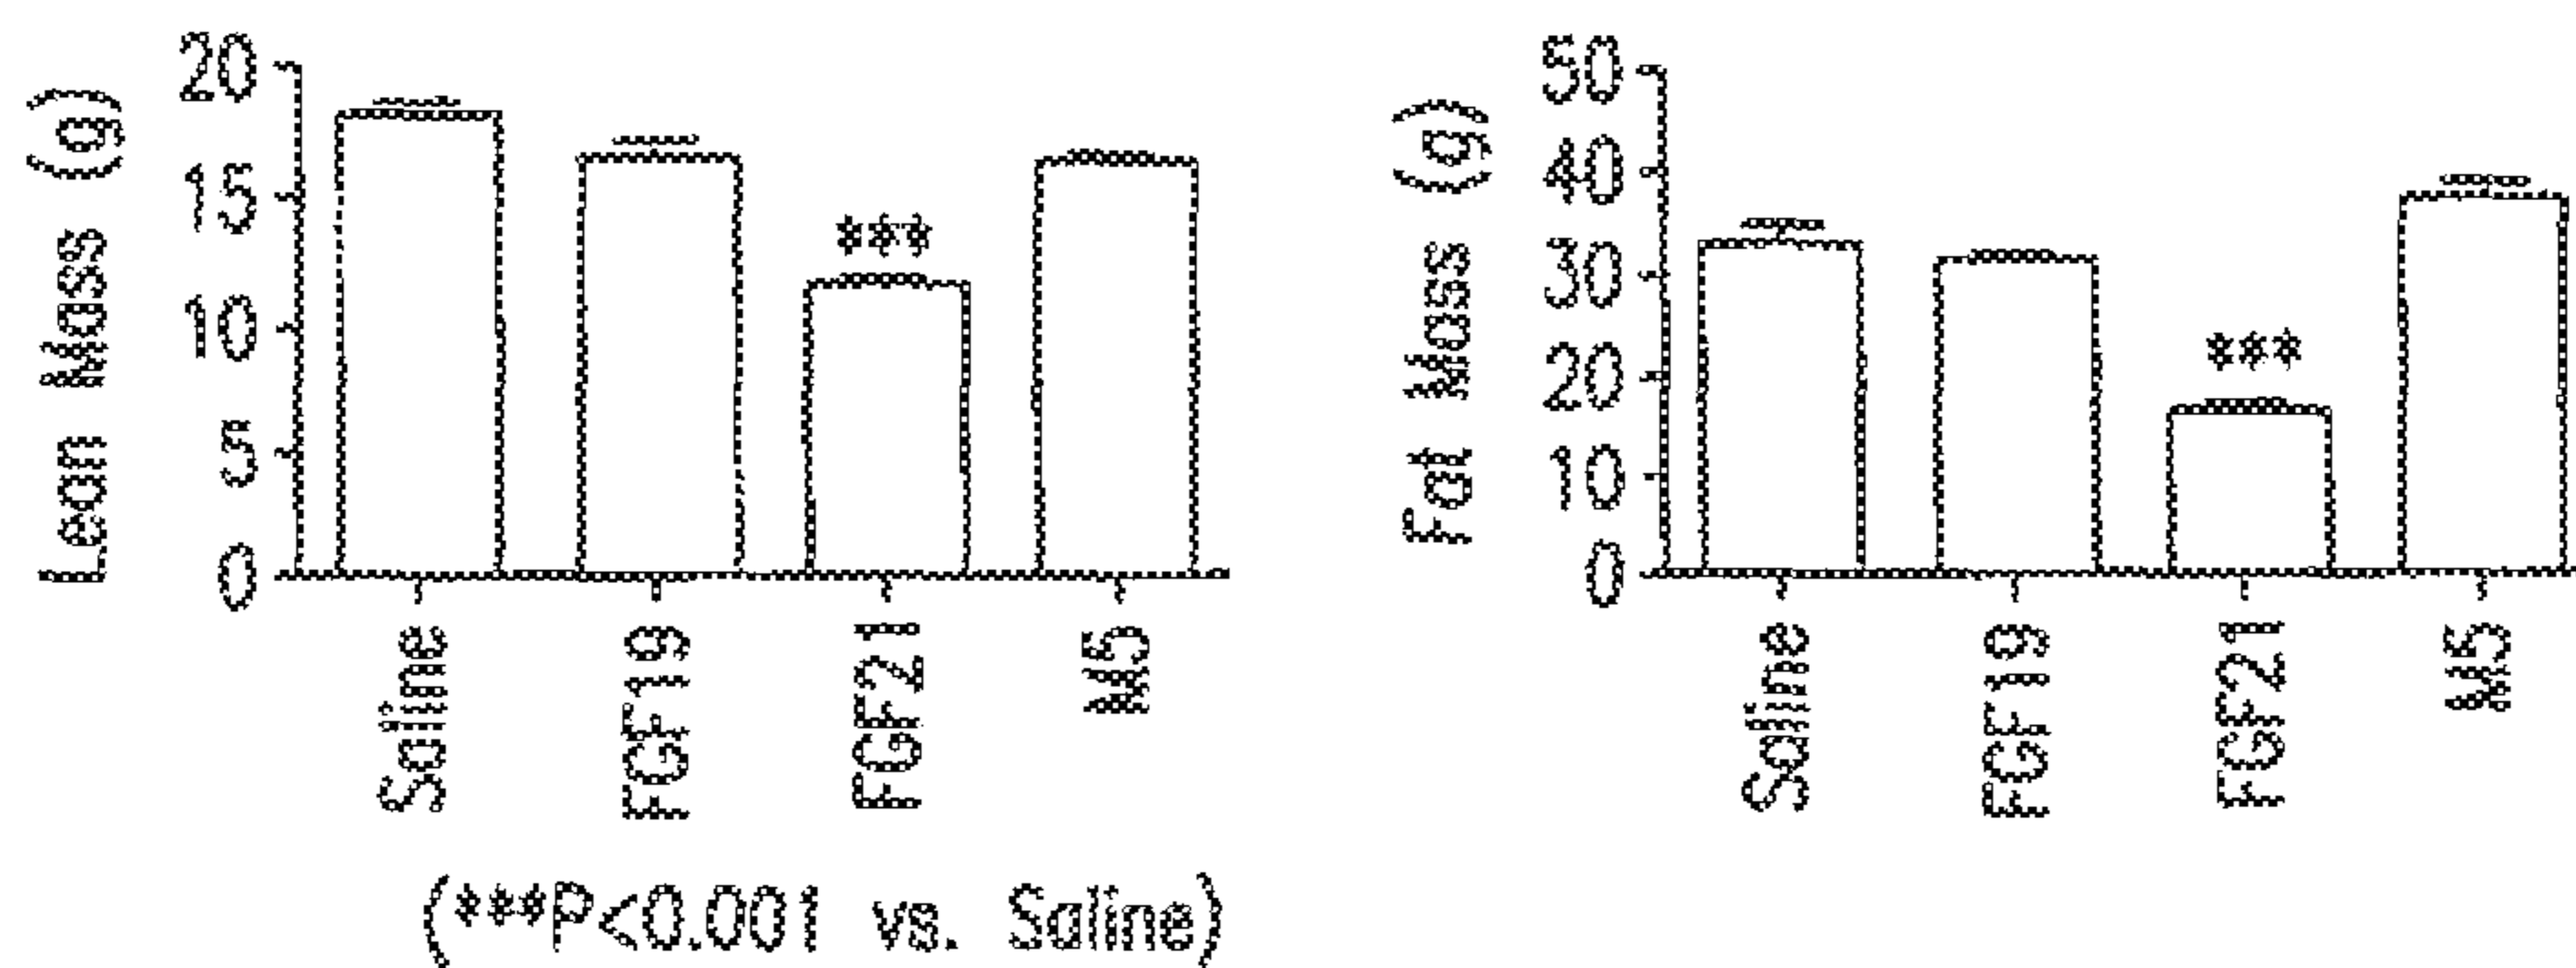 Lean Mass (g)
20
15
10
5
0
***
Saline
FGF19
FGF21
M5
Fat Mass (g)
50
40
30
20
10
0
***
Saline
FGF19
FGF21
M5
(***P<0.001 vs. Saline)